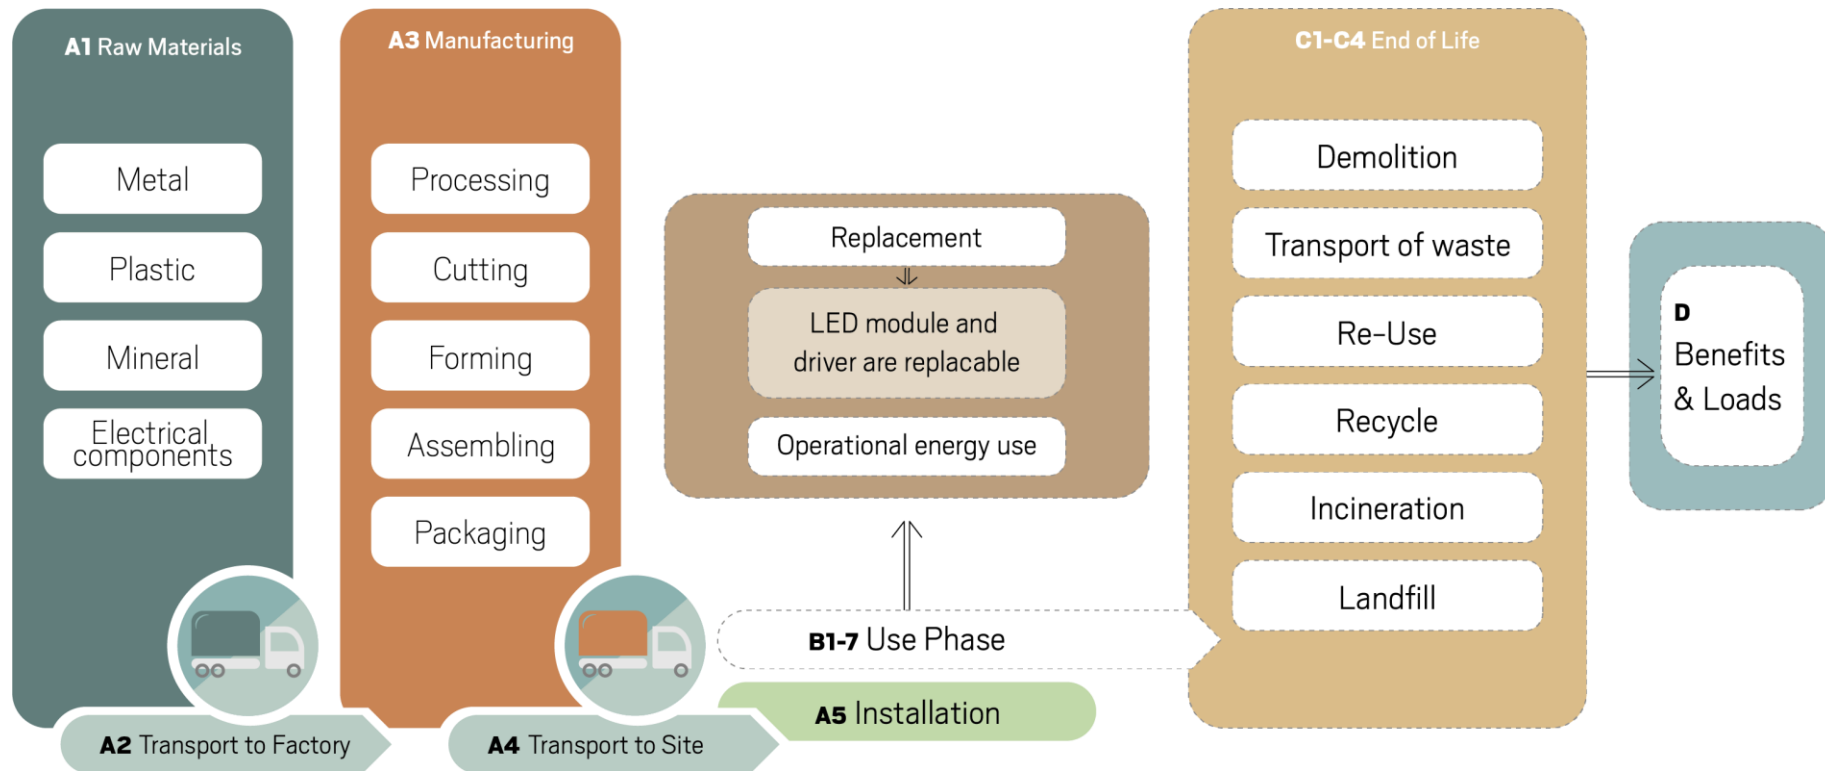 A1 Raw Materials
Metal
Plastic
Mineral
Electrical
components
A2 Transport to Factory
A3 Manufacturing
Processing
Cutting
Forming
Assembling
Packaging
A4 Transport to Site
A5 Installation
B1-7 Use Phase
Replacement
LED module and
driver are replacable
Operational energy use
C1-C4 End of Life
Demolition
Transport of waste
Re-Use
Recycle
Incineration
Landfill
D
Benefits
& Loads